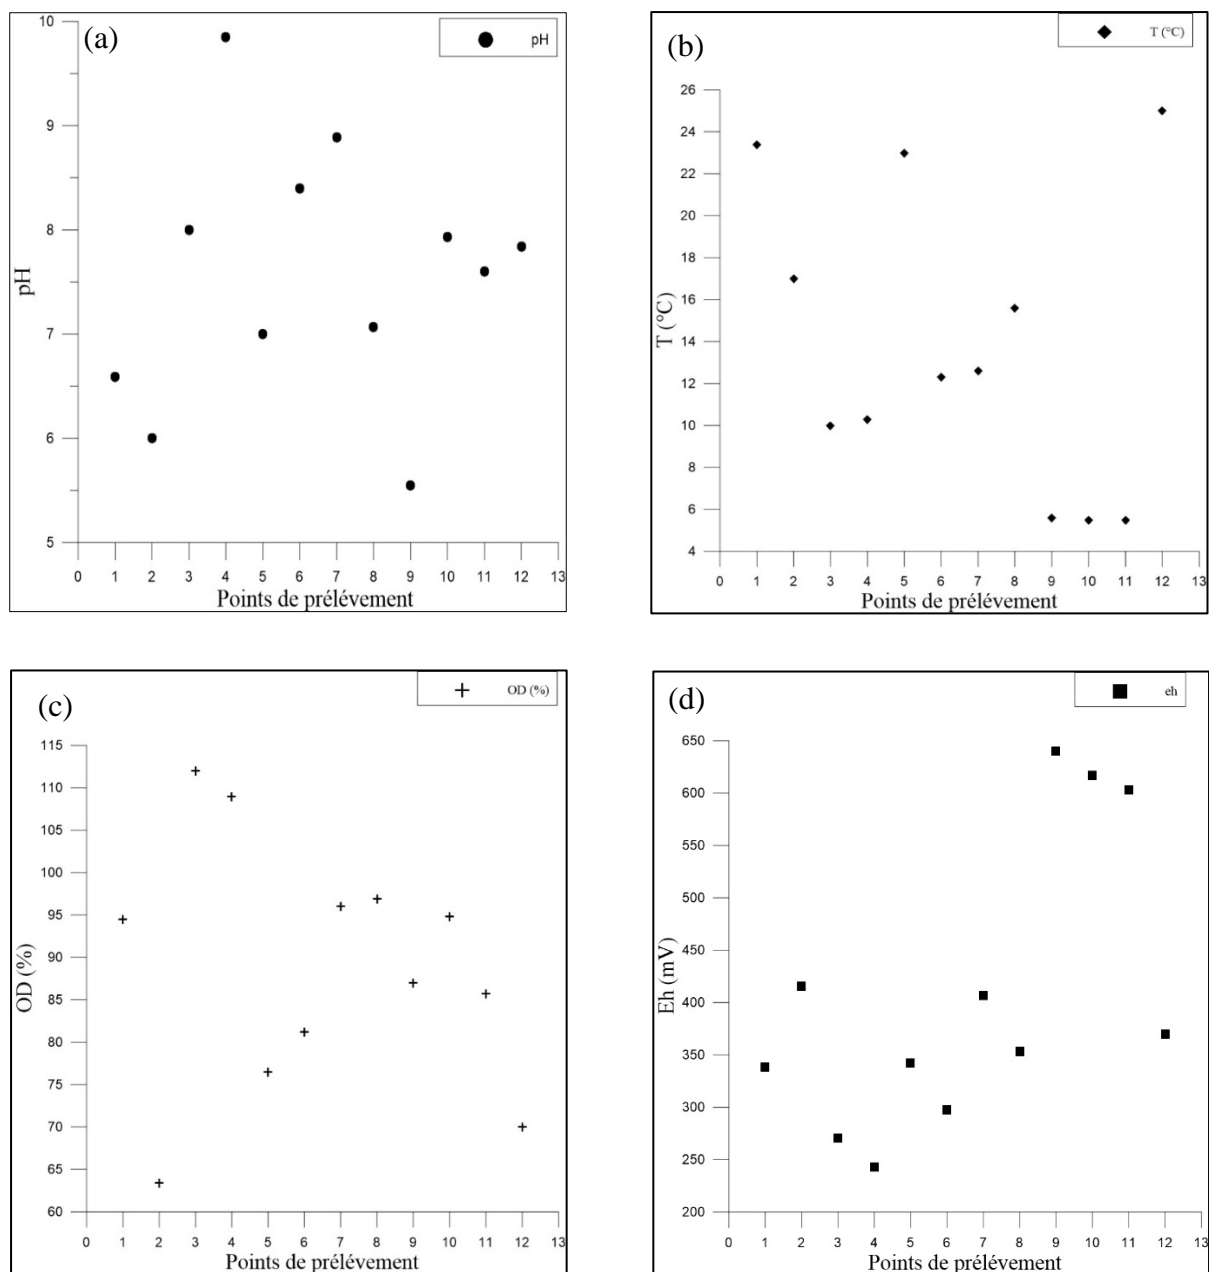 (a)
pH
10
9
8
7
6
5
pH
0 1 2 3 4 5 6 7 8 9 10 11 12 13
Points de prélévement
(b)
T (°C)
26
24
22
20
18
16
14
12
10
8
6
4
T (°C)
0 1 2 3 4 5 6 7 8 9 10 11 12 13
Points de prélévement
(c)
OD (%)
115
110
105
100
95
90
85
80
75
70
65
60
OD (%)
0 1 2 3 4 5 6 7 8 9 10 11 12 13
Points de prélévement
(d)
eh
650
600
550
500
450
400
350
300
250
200
Eh (mV)
0 1 2 3 4 5 6 7 8 9 10 11 12 13
Points de prélévement